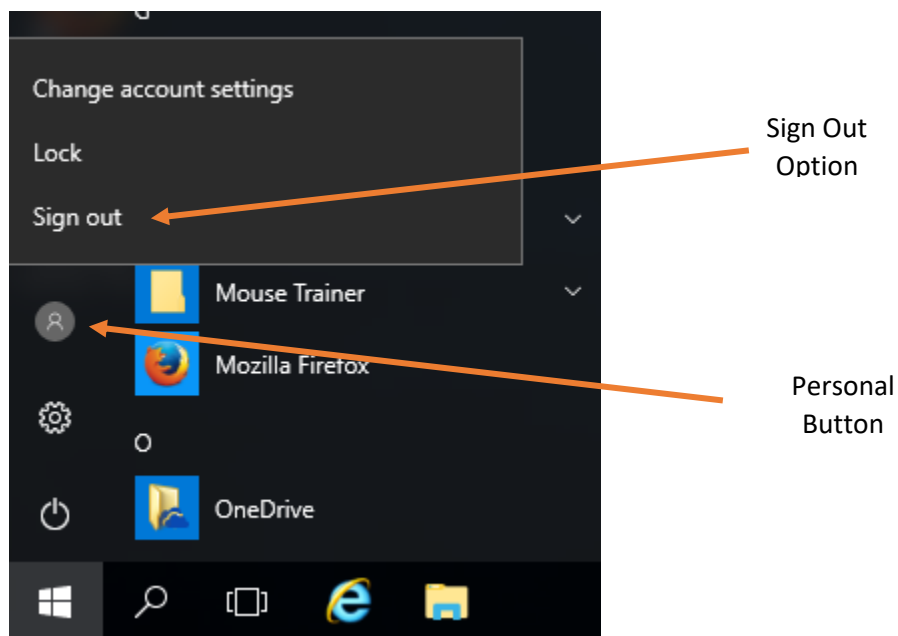 Change account settings
Lock
Sign out
Mouse Trainer
Mozilla Firefox
O
OneDrive
Sign Out
Option
Personal
Button